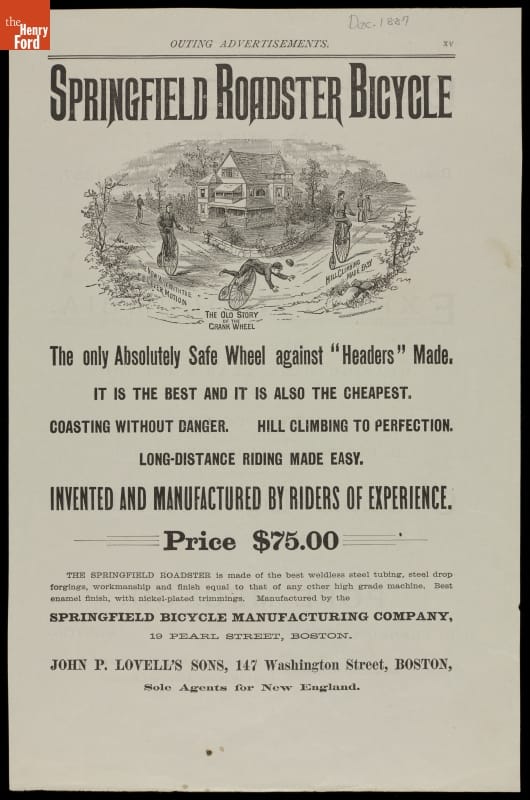 the
Henry
Ford
Dec. 1887
OUTING ADVERTISEMENTS. xv
SPRINGFIELD ROADSTER BICYCLE
HILL CLIMBING
MADE EASY
THE OLD STORY
OF THE
CRANK WHEEL
The only Absolutely Safe Wheel against "Headers" Made.
IT IS THE BEST AND IT IS ALSO THE CHEAPEST.
COASTING WITHOUT DANGER. HILL CLIMBING TO PERFECTION.
LONG-DISTANCE RIDING MADE EASY.
INVENTED AND MANUFACTURED BY RIDERS OF EXPERIENCE.
Price $75.00
THE SPRINGFIELD ROADSTER is made of the best weldless steel tubing, steel drop
forgings, workmanship and finish equal to that of any other high grade machine. Best
enamel finish, with nickel-plated trimmings. Manufactured by the
SPRINGFIELD BICYCLE MANUFACTURING COMPANY,
19 PEARL STREET, BOSTON.
JOHN P. LOVELL'S SONS, 147 Washington Street, BOSTON,
Sole Agents for New England.